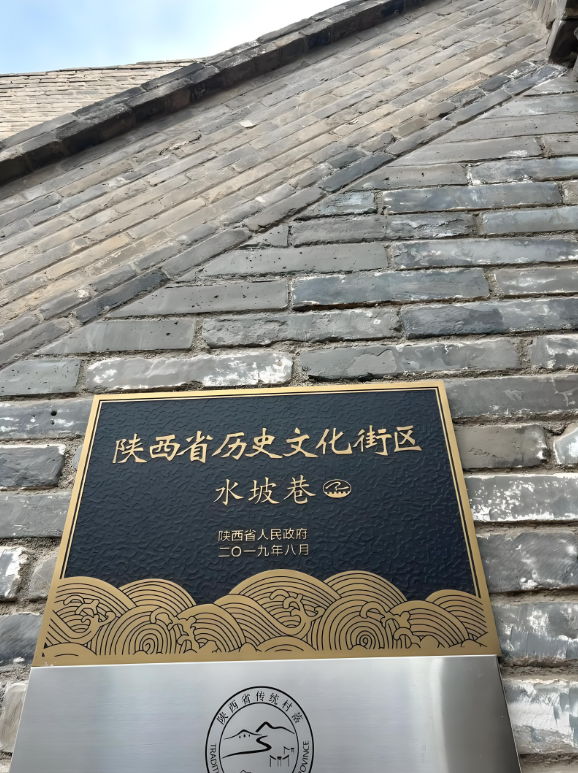 陕西省历史文化街区
水坡巷
陕西省人民政府
二〇一九年八月
陕西省传统村落